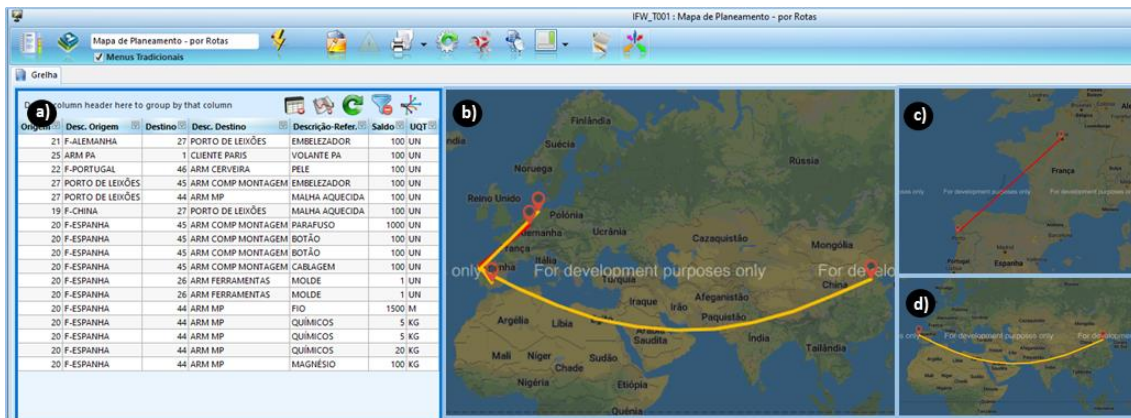 IFW_T001 : Mapa de Planeamento - por Rotas
Mapa de Planeamento - por Rotas
Menus Tradicionais
Grelha
a)
column header here to group by that column
Origem Desc. Origem Destino Desc. Destino Descrição-Refer. Saldo UQT
21 F-ALEMANHA 27 PORTO DE LEIXÕES EMBELEZADOR 100 UN
25 ARM PA 1 CLIENTE PARIS VOLANTE PA 100 UN
22 F-PORTUGAL 46 ARM CERVEIRA PELE 100 UN
27 PORTO DE LEIXÕES 45 ARM COMP MONTAGEM EMBELEZADOR 100 UN
27 PORTO DE LEIXÕES 44 ARM MP MALHA AQUECIDA 100 UN
19 F-CHINA 27 PORTO DE LEIXÕES MALHA AQUECIDA 100 UN
20 F-ESPANHA 45 ARM COMP MONTAGEM PARAFUSO 1000 UN
20 F-ESPANHA 45 ARM COMP MONTAGEM BOTÃO 100 UN
20 F-ESPANHA 45 ARM COMP MONTAGEM BOTÃO 100 UN
20 F-ESPANHA 45 ARM COMP MONTAGEM CABLAGEM 100 UN
20 F-ESPANHA 26 ARM FERRAMENTAS MOLDE 1 UN
20 F-ESPANHA 26 ARM FERRAMENTAS MOLDE 1 UN
20 F-ESPANHA 44 ARM MP FIO 1500 M
20 F-ESPANHA 44 ARM MP QUÍMICOS 5 KG
20 F-ESPANHA 44 ARM MP QUÍMICOS 5 KG
20 F-ESPANHA 44 ARM MP QUÍMICOS 20 KG
20 F-ESPANHA 44 ARM MP MAGNÉSIO 100 KG
b)
Finlândia
Suécia
Noruega
Rússia
Reino Unido
Polónia
Ucrânia
Cazaquistão
Mongólia
França
Itália
only
For development purposes only
For develo
Turquia
China
Iraque
Irão
Afeganistão
Paquistão
Argélia
Líbia
Saudita
Índia
Mali
Níger
Chade
Sudão
Tailândia
Nigéria
Etiópia
Quénia
c)
França
For development purposes only
Porto
Madrid
Portugal
Espanha
d)
For development purposes only